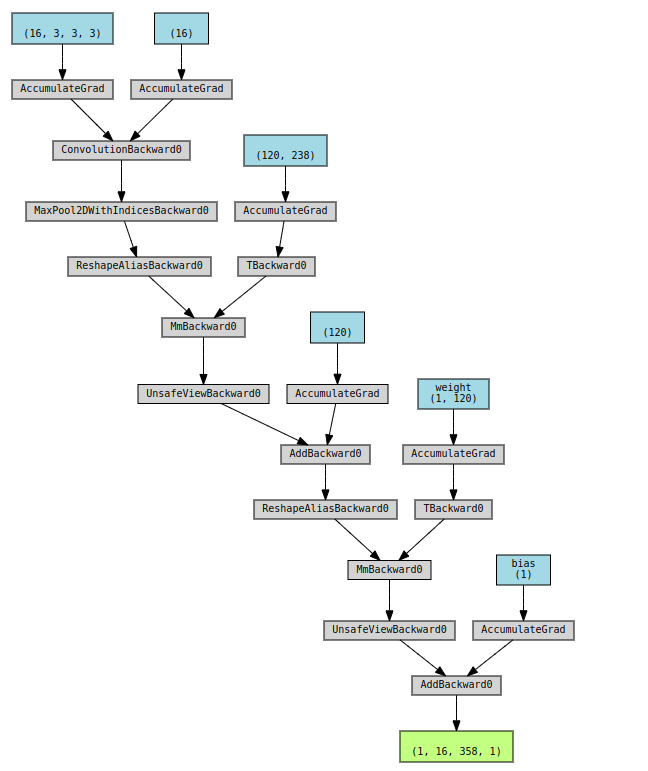 (16, 3, 3, 3)
(16)
AccumulateGrad
AccumulateGrad
ConvolutionBackward0
(120, 238)
MaxPool2DWithIndicesBackward0
AccumulateGrad
ReshapeAliasBackward0
TBackward0
MmBackward0
(120)
UnsafeViewBackward0
AccumulateGrad
weight
(1, 120)
AddBackward0
AccumulateGrad
ReshapeAliasBackward0
TBackward0
MmBackward0
bias
(1)
UnsafeViewBackward0
AccumulateGrad
AddBackward0
(1, 16, 358, 1)